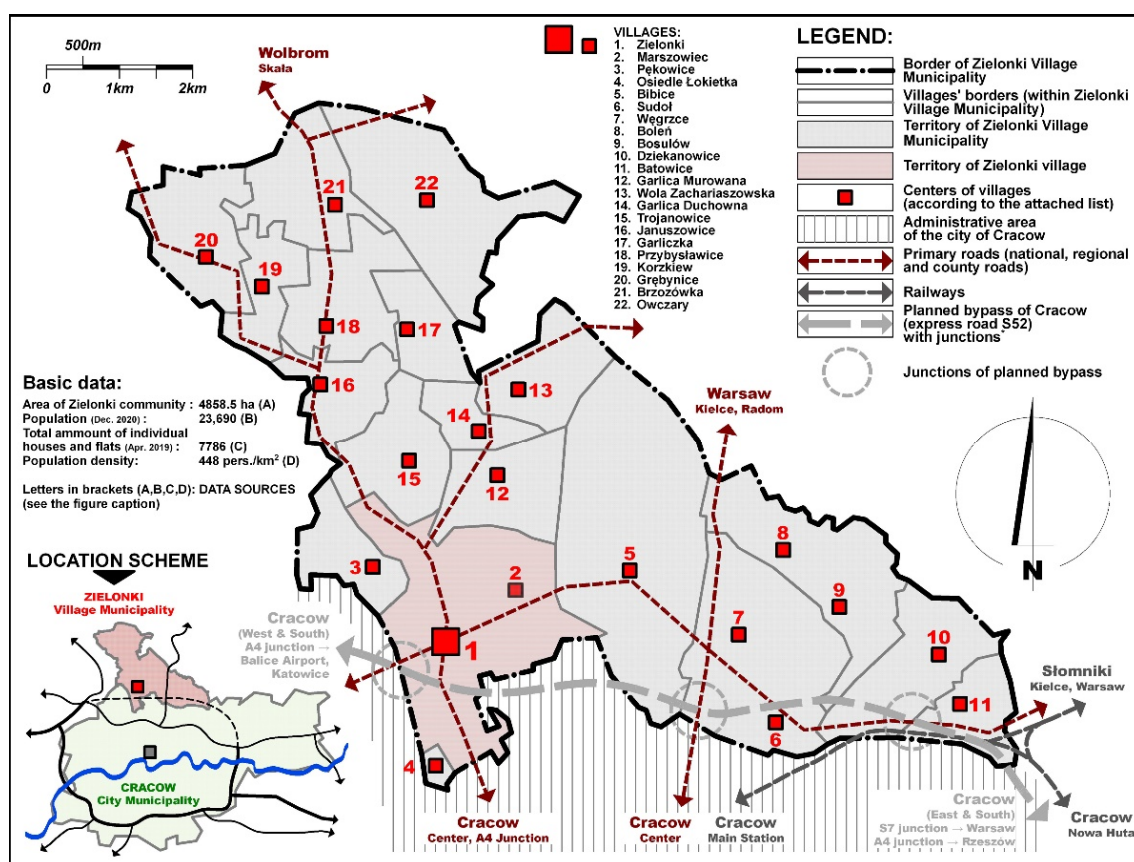 500m
0 1km 2km
Wolbrom
Skała
VILLAGES:
1. Zielonki
2. Marszowiec
3. Pękowice
4. Osiedle Łokietka
5. Bibice
6. Sudoł
7. Węgrzce
8. Boleń
9. Bosulów
10. Dziekanowice
11. Batowice
12. Garlica Murowana
13. Wola Zachariaszowska
14. Garlica Duchowna
15. Trojanowice
16. Januszowice
17. Garliczka
18. Przybysławice
19. Korzkiew
20. Grębynice
21. Brzozówka
22. Owczary
LEGEND:
Border of Zielonki Village
Municipality
Villages' borders (within Zielonki
Village Municipality)
Territory of Zielonki Village
Municipality
Territory of Zielonki village
Centers of villages
(according to the attached list)
Administrative area
of the city of Cracow
Primary roads (national, regional
and county roads)
Railways
Planned bypass of Cracow
(express road S52)
with junctions
Junctions of planned bypass
N
21
22
20
19
18
17
16
13
14
15
12
Warsaw
Kielce, Radom
8
5
3
2
9
7
1
10
11
6
4
Basic data:
Area of Zielonki community : 4858.5 ha (A)
Population (Dec. 2020) : 23,690 (B)
Total ammount of individual
houses and flats (Apr. 2019) : 7786 (C)
Population density: 448 pers./km² (D)
Letters in brackets (A,B,C,D): DATA SOURCES
(see the figure caption)
LOCATION SCHEME
ZIELONKI
Village Municipality
CRACOW
City Municipality
Cracow
(West & South)
A4 junction →
Balice Airport,
Katowice
Słomniki
Kielce, Warsaw
Cracow
Center, A4 Junction
Cracow
Center
Cracow
Main Station
Cracow
(East & South)
S7 junction → Warsaw
A4 junction → Rzeszów
Cracow
Nowa Huta